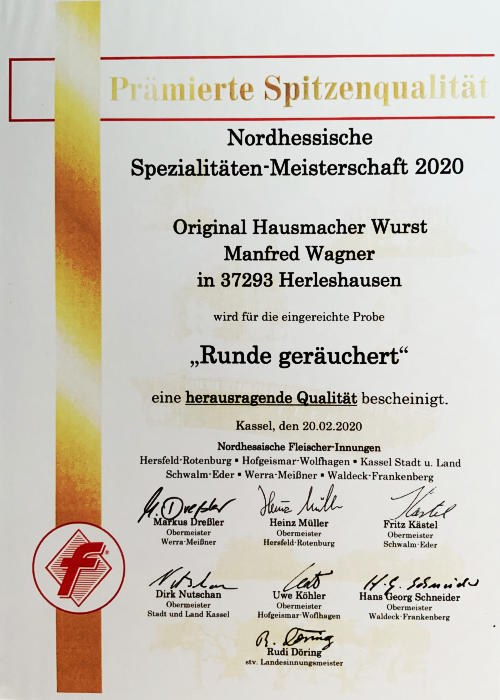 Prämierte Spitzenqualität
Nordhessische
Spezialitäten-Meisterschaft 2020
Original Hausmacher Wurst
Manfred Wagner
in 37293 Herleshausen
wird für die eingereichte Probe
„Runde geräuchert“
eine herausragende Qualität bescheinigt.
Kassel, den 20.02.2020
Nordhessische Fleischer-Innungen
Hersfeld-Rotenburg ▪ Hofgeismar-Wolfhagen ▪ Kassel Stadt u. Land
Schwalm-Eder ▪ Werra-Meißner ▪ Waldeck-Frankenberg
Markus Dreßler
Obermeister
Werra-Meißner
Heinz Müller
Obermeister
Hersfeld-Rotenburg
Fritz Kästel
Obermeister
Schwalm-Eder
f
Dirk Nutschan
Obermeister
Stadt und Land Kassel
Uwe Köhler
Obermeister
Hofgeismar-Wolfhagen
Hans Georg Schneider
Obermeister
Waldeck-Frankenberg
Rudi Döring
stv. Landesinnungsmeister